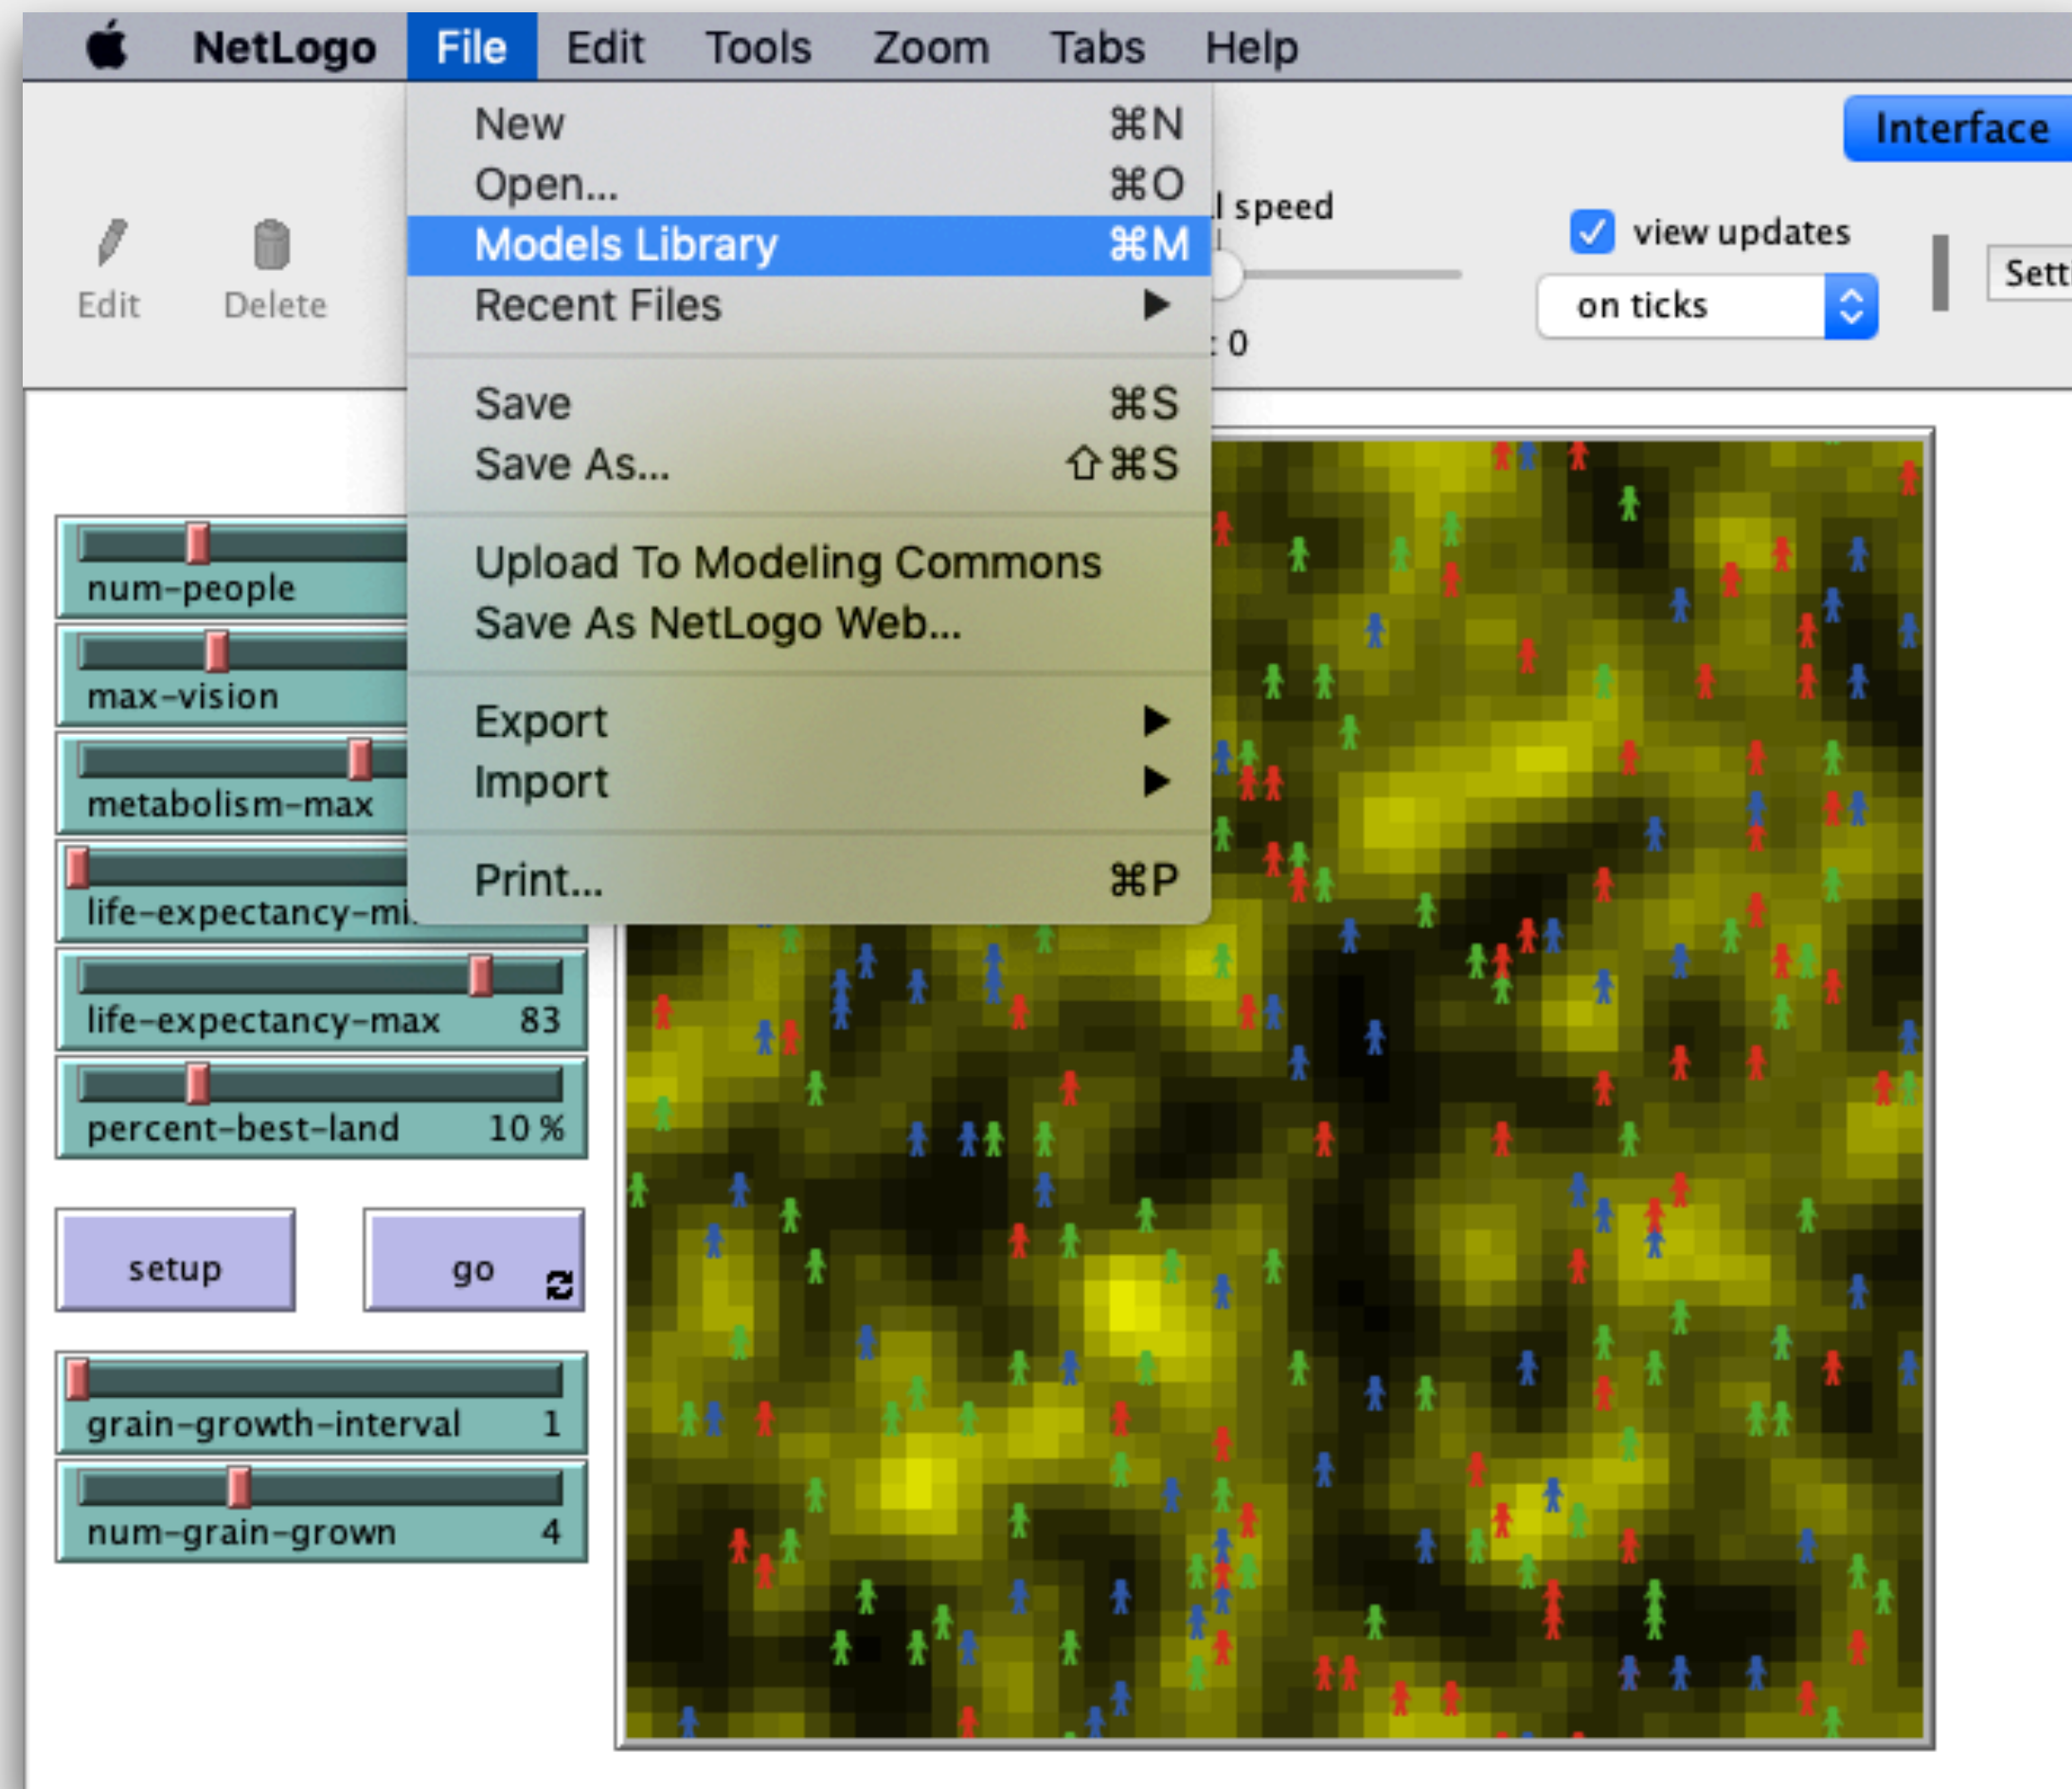 NetLogo File Edit Tools Zoom Tabs Help
New ⌘N
Open... ⌘O
Models Library ⌘M
Recent Files ▶
Save ⌘S
Save As... ⇧⌘S
Upload To Modeling Commons
Save As NetLogo Web...
Export ▶
Import ▶
Print... ⌘P
Interface
Edit
Delete
speed
view updates
on ticks
: 0
num-people
max-vision
metabolism-max
life-expectancy-mi
life-expectancy-max 83
percent-best-land 10 %
setup
go
grain-growth-interval 1
num-grain-grown 4